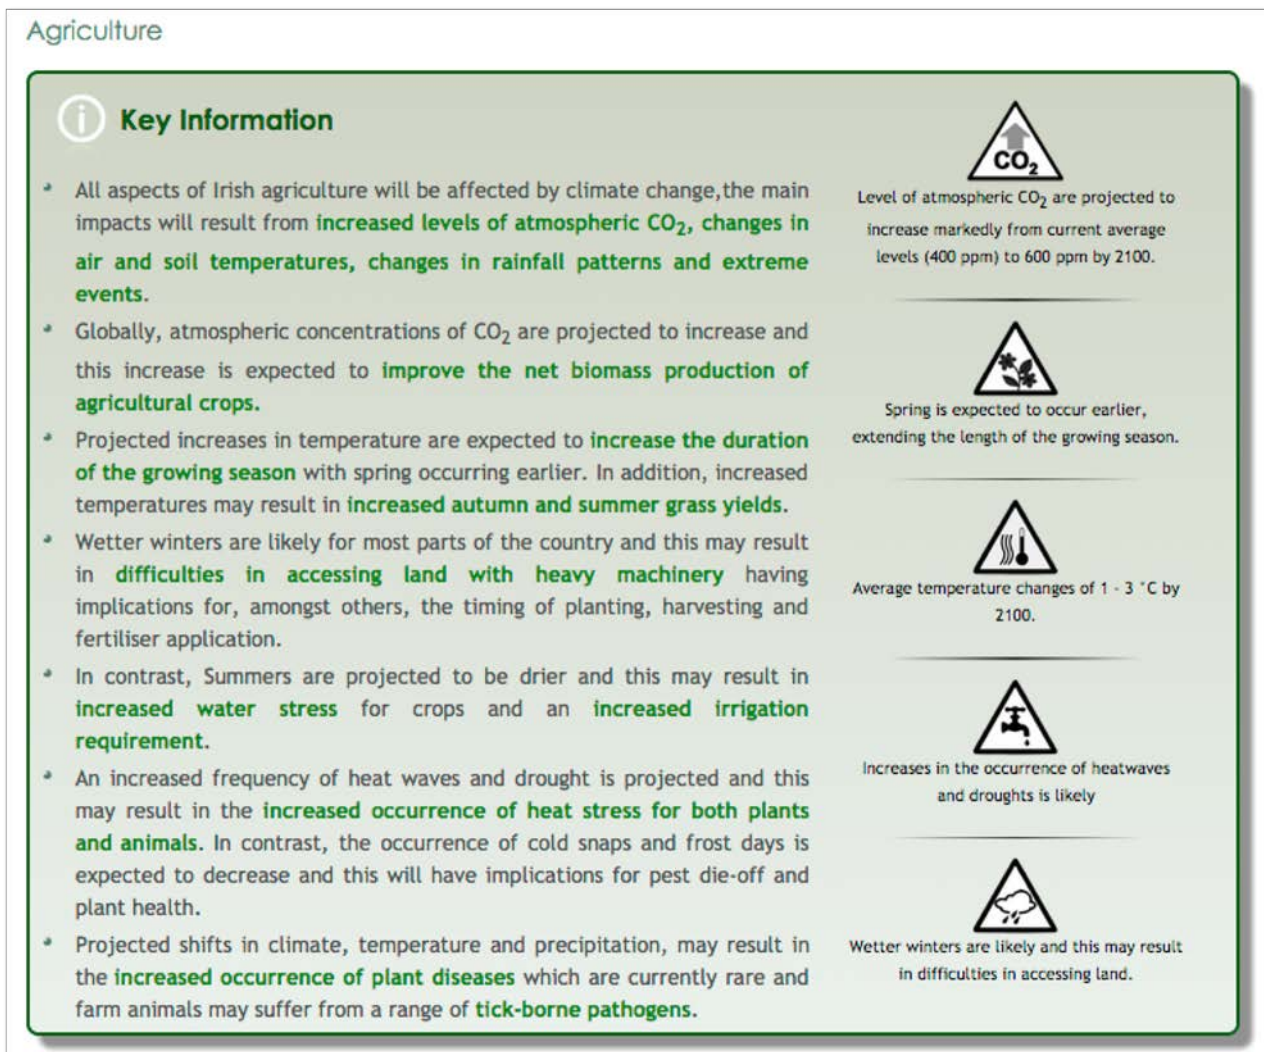 Agriculture
Key Information
All aspects of Irish agriculture will be affected by climate change,the main
impacts will result from increased levels of atmospheric CO2, changes in
air and soil temperatures, changes in rainfall patterns and extreme
events.
Globally, atmospheric concentrations of CO2 are projected to increase and
this increase is expected to improve the net biomass production of
agricultural crops.
Projected increases in temperature are expected to increase the duration
of the growing season with spring occurring earlier. In addition, increased
temperatures may result in increased autumn and summer grass yields.
Wetter winters are likely for most parts of the country and this may result
in difficulties in accessing land with heavy machinery having
implications for, amongst others, the timing of planting, harvesting and
fertiliser application.
In contrast, Summers are projected to be drier and this may result in
increased water stress for crops and an increased irrigation
requirement.
An increased frequency of heat waves and drought is projected and this
may result in the increased occurrence of heat stress for both plants
and animals. In contrast, the occurrence of cold snaps and frost days is
expected to decrease and this will have implications for pest die-off and
plant health.
Projected shifts in climate, temperature and precipitation, may result in
the increased occurrence of plant diseases which are currently rare and
farm animals may suffer from a range of tick-borne pathogens.
CO2
Level of atmospheric CO2 are projected to
increase markedly from current average
levels (400 ppm) to 600 ppm by 2100.
Spring is expected to occur earlier,
extending the length of the growing season.
Average temperature changes of 1 - 3 °C by
2100.
Increases in the occurrence of heatwaves
and droughts is likely
Wetter winters are likely and this may result
in difficulties in accessing land.